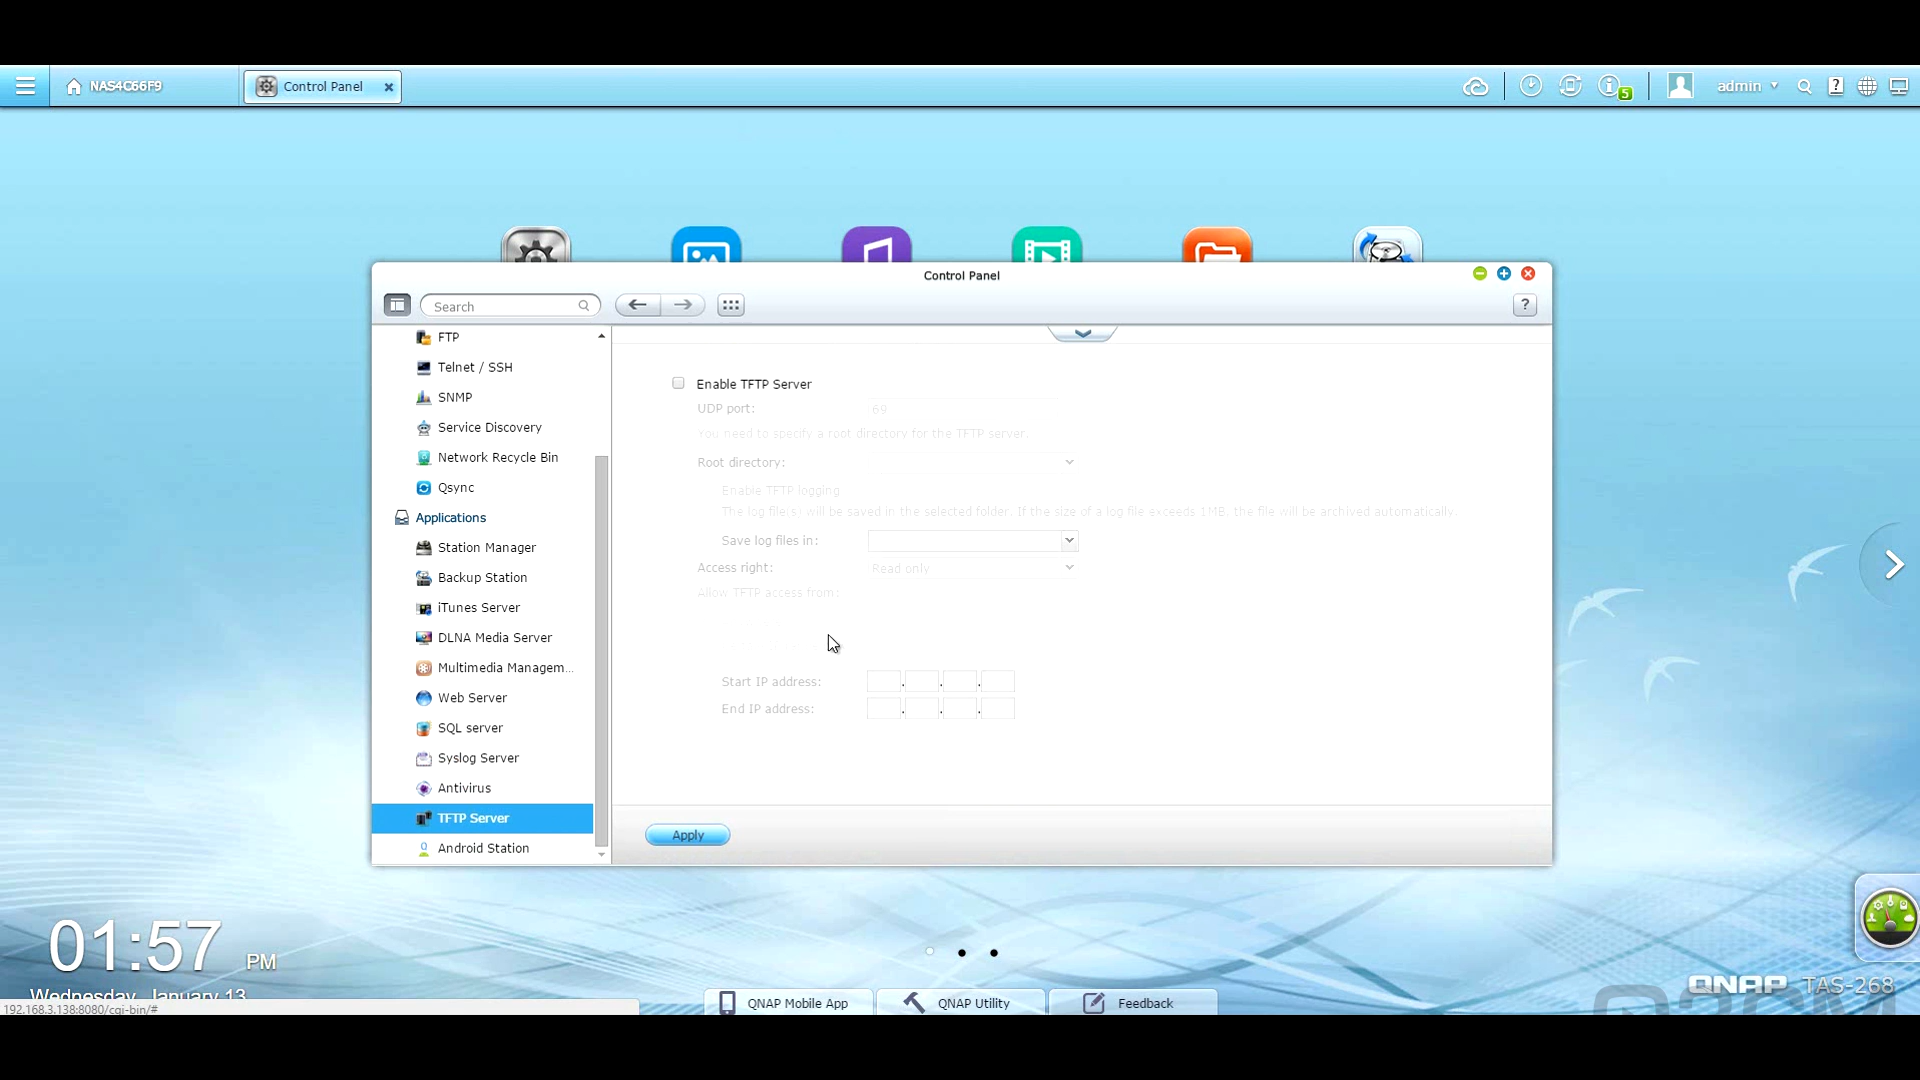 NAS4C66F9
Control Panel
5
admin
?
Control Panel
Search
?
FTP
Telnet / SSH
SNMP
Service Discovery
Network Recycle Bin
Qsync
Applications
Station Manager
Backup Station
iTunes Server
DLNA Media Server
Multimedia Managem...
Web Server
SQL server
Syslog Server
Antivirus
TFTP Server
Android Station
Enable TFTP Server
UDP port: 69
You need to specify a root directory for the TFTP server.
Root directory:
Enable TFTP logging
The log file(s) will be saved in the selected folder. If the size of a log file exceeds 1MB, the file will be archived automatically.
Save log files in:
Access right: Read only
Allow TFTP access from:
Start IP address: . . .
End IP address: . . .
Apply
01:57 PM
Wednesday, January 13
192.168.3.138:8080/cgi-bin/#
QNAP Mobile App
QNAP Utility
Feedback
QNAP TAS-268